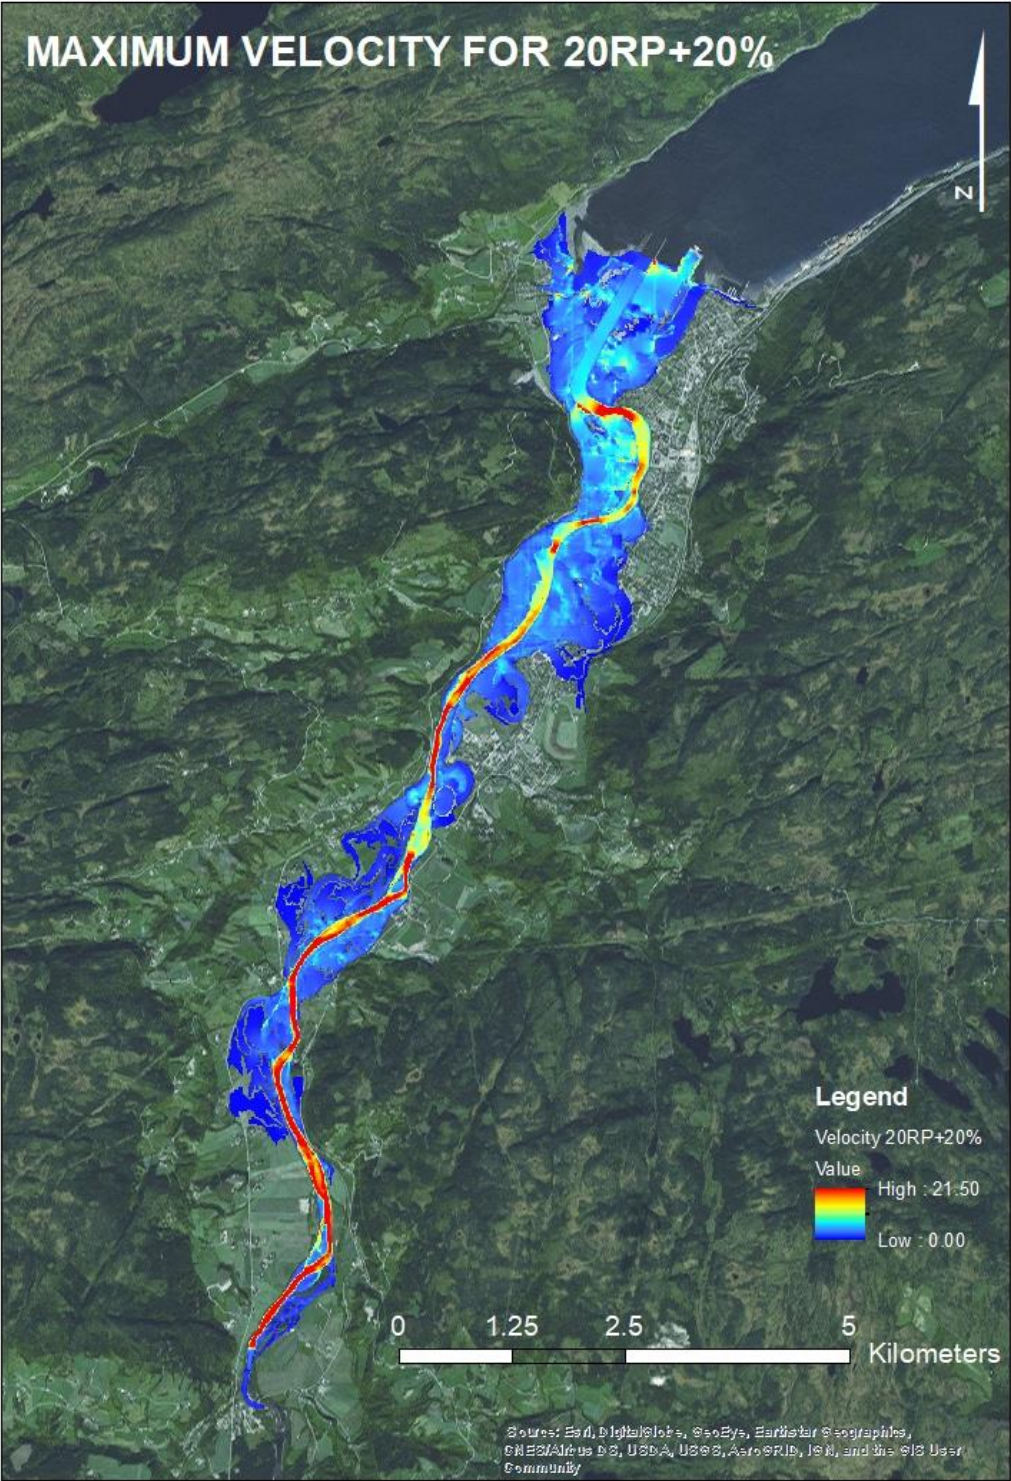 MAXIMUM VELOCITY FOR 20RP+20%
N
Legend
Velocity 20RP+20%
Value
High : 21.50
Low : 0.00
0 1.25 2.5 5
Kilometers
Source: Esri, DigitalGlobe, GeoEye, Earthstar Geographics,
CNES/Airbus DS, USDA, USGS, AeroGRID, IGN, and the GIS User
Community